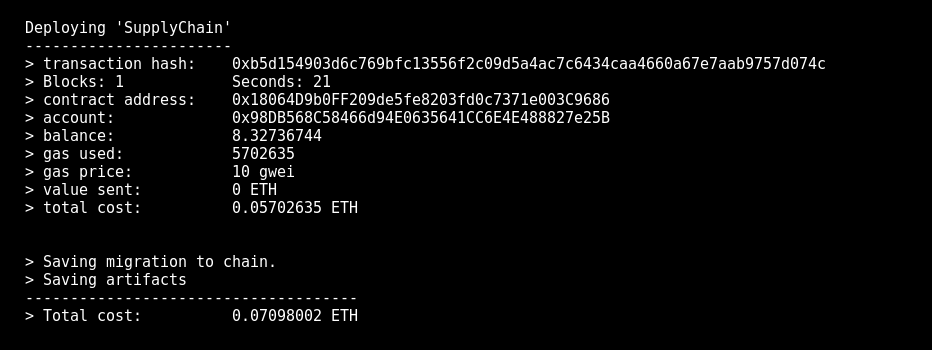 Deploying 'SupplyChain'
-----------------------
> transaction hash:    0xb5d154903d6c769bfc13556f2c09d5a4ac7c6434caa4660a67e7aab9757d074c
> Blocks: 1            Seconds: 21
> contract address:    0x18064D9b0FF209de5fe8203fd0c7371e003C9686
> account:             0x98DB568C58466d94E0635641CC6E4E488827e25B
> balance:             8.32736744
> gas used:            5702635
> gas price:           10 gwei
> value sent:          0 ETH
> total cost:          0.05702635 ETH
> Saving migration to chain.
> Saving artifacts
-------------------------------------
> Total cost:          0.07098002 ETH